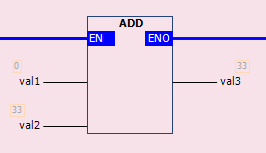 ADD
EN ENO
0 33
val1 val3
33
val2